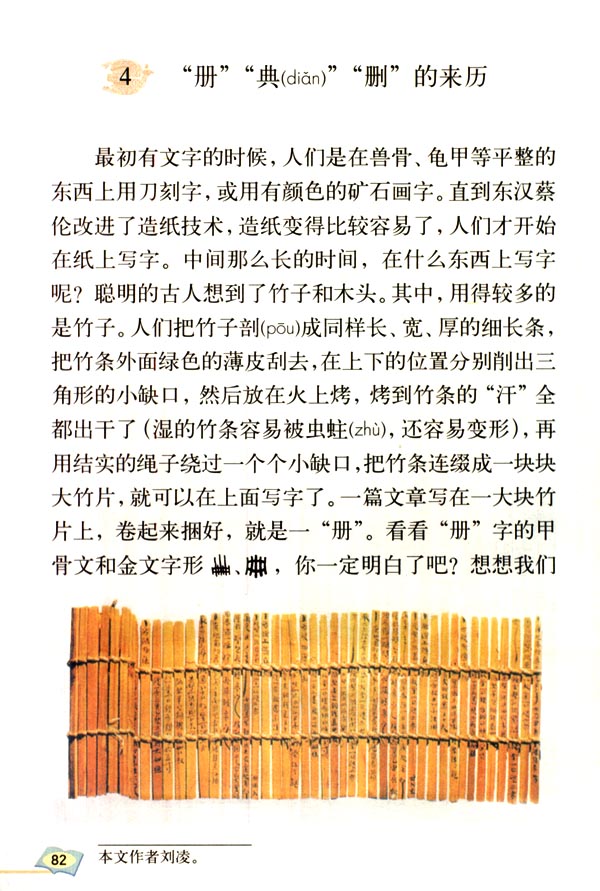 4 “册”“典(diǎn)”“删”的来历
最初有文字的时候，人们是在兽骨、龟甲等平整的
东西上用刀刻字，或用有颜色的矿石画字。直到东汉蔡
伦改进了造纸技术，造纸变得比较容易了，人们才开始
在纸上写字。中间那么长的时间，在什么东西上写字
呢？聪明的古人想到了竹子和木头。其中，用得较多的
是竹子。人们把竹子剖(pōu)成同样长、宽、厚的细长条，
把竹条外面绿色的薄皮刮去，在上下的位置分别削出三
角形的小缺口，然后放在火上烤，烤到竹条的“汗”全
都出干了（湿的竹条容易被虫蛀(zhù)，还容易变形），再
用结实的绳子绕过一个个小缺口，把竹条连缀成一块块
大竹片，就可以在上面写字了。一篇文章写在一大块竹
片上，卷起来捆好，就是一“册”。看看“册”字的甲
骨文和金文字形 、 ，你一定明白了吧？想想我们
82 本文作者刘凌。